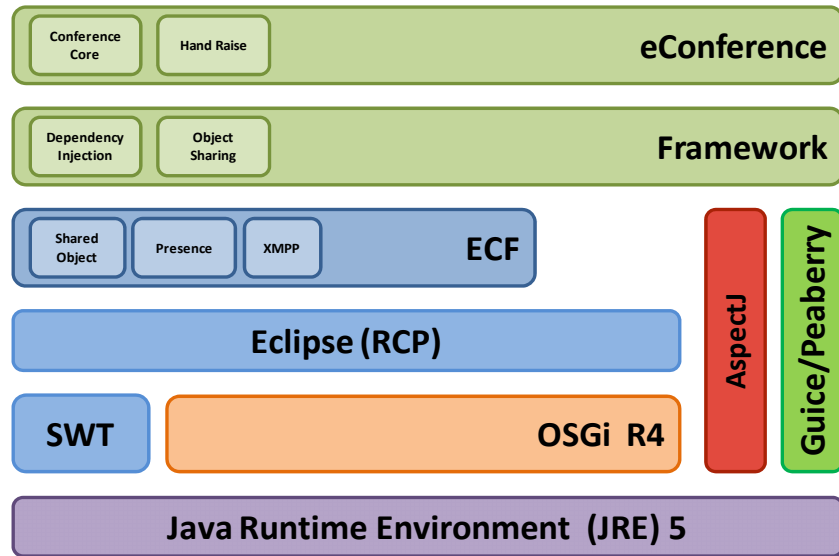 Conference
Core
Hand Raise
eConference
Dependency
Injection
Object
Sharing
Framework
Shared
Object
Presence
XMPP
ECF
AspectJ
Guice/Peaberry
Eclipse (RCP)
SWT
OSGi R4
Java Runtime Environment (JRE) 5